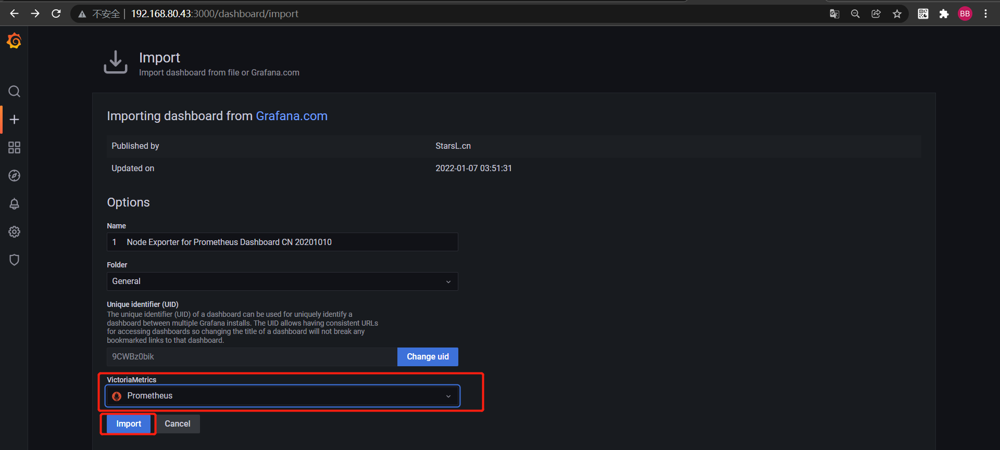 不安全 192.168.80.43:3000/dashboard/import BB
Import
Import dashboard from file or Grafana.com
Importing dashboard from Grafana.com
Published by StarsL.cn
Updated on 2022-01-07 03:51:31
Options
Name
1 Node Exporter for Prometheus Dashboard CN 20201010
Folder
General
Unique identifier (UID)
The unique identifier (UID) of a dashboard can be used for uniquely identify a
dashboard between multiple Grafana installs. The UID allows having consistent URLs
for accessing dashboards so changing the title of a dashboard will not break any
bookmarked links to that dashboard.
9CWBz0bik Change uid
VictoriaMetrics
Prometheus
Import Cancel